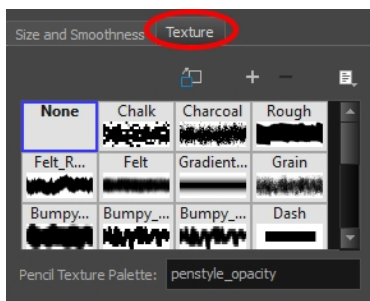 Size and Smoothness Texture
None Chalk Charcoal Rough
Felt_R... Felt Gradient... Grain
Bumpy... Bumpy_... Bumpy_... Dash
Pencil Texture Palette: penstyle_opacity